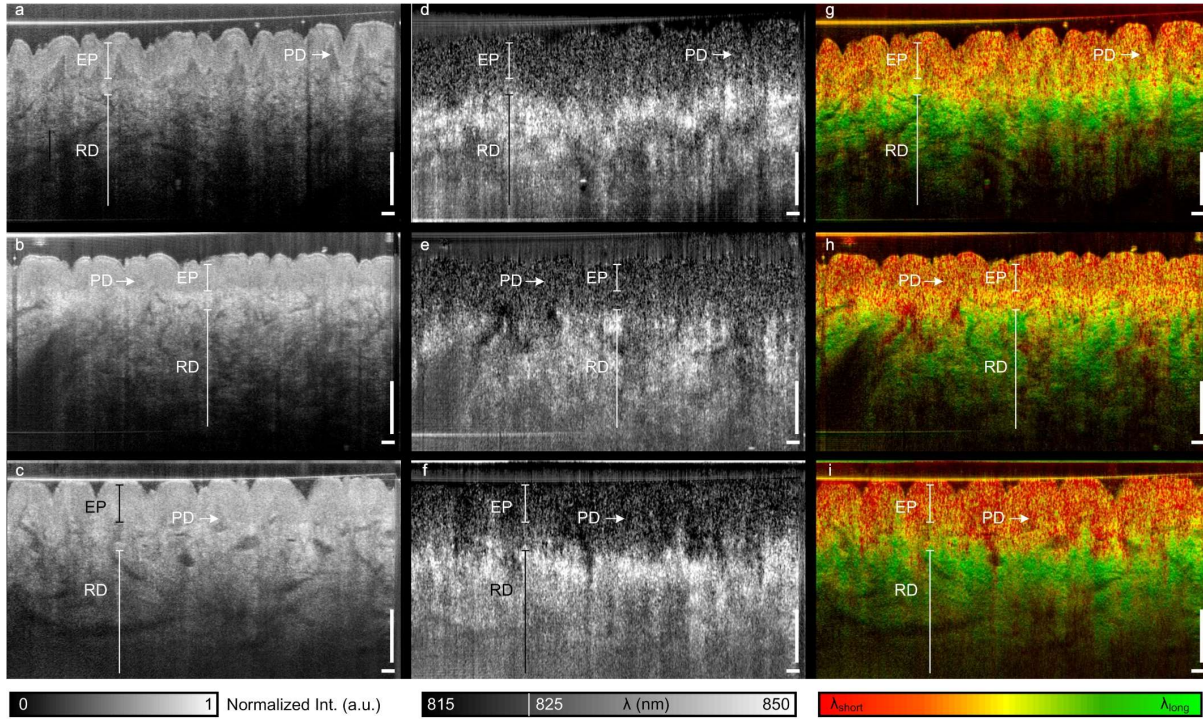 a
EP
PD
RD
d
EP
PD
RD
g
EP
PD
RD
b
PD
EP
RD
e
PD
EP
RD
h
PD
EP
RD
c
EP
PD
RD
f
EP
PD
RD
i
EP
PD
RD
0 1 Normalized Int. (a.u.)
815 825 λ (nm) 850
λshort λlong